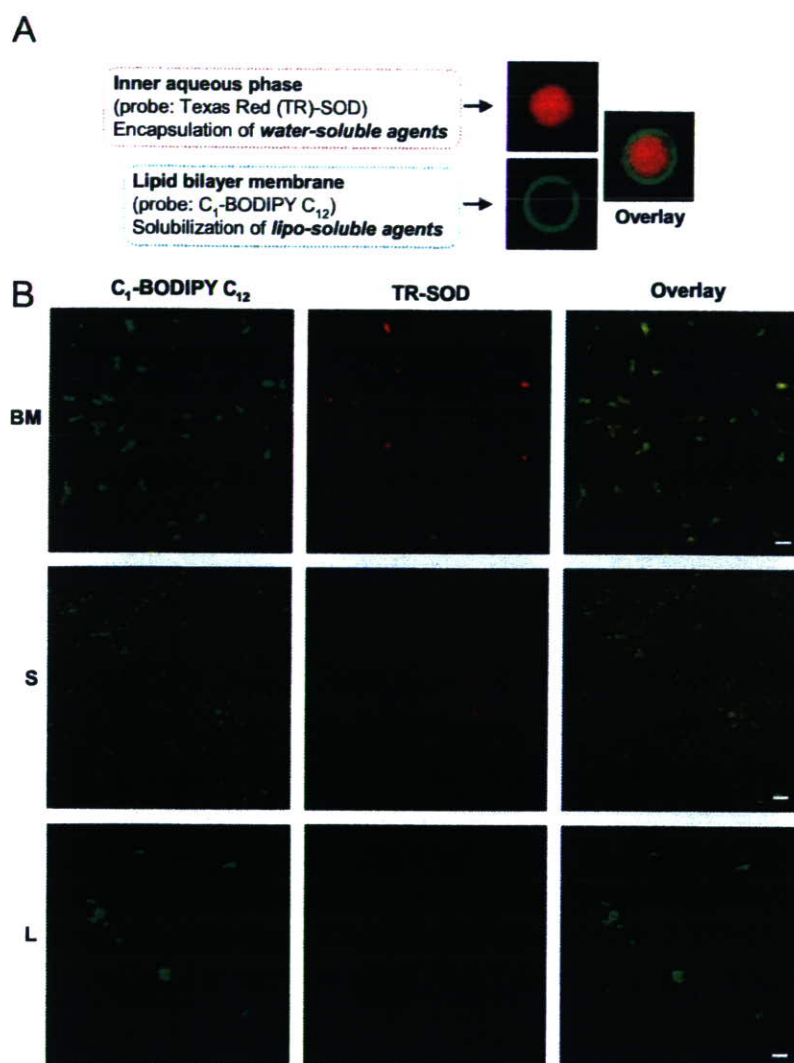 A
Inner aqueous phase
(probe: Texas Red (TR)-SOD)
Encapsulation of water-soluble agents
Lipid bilayer membrane
(probe: C₁-BODIPY C₁₂)
Solubilization of lipo-soluble agents
Overlay
B
C₁-BODIPY C₁₂
TR-SOD
Overlay
BM
S
L